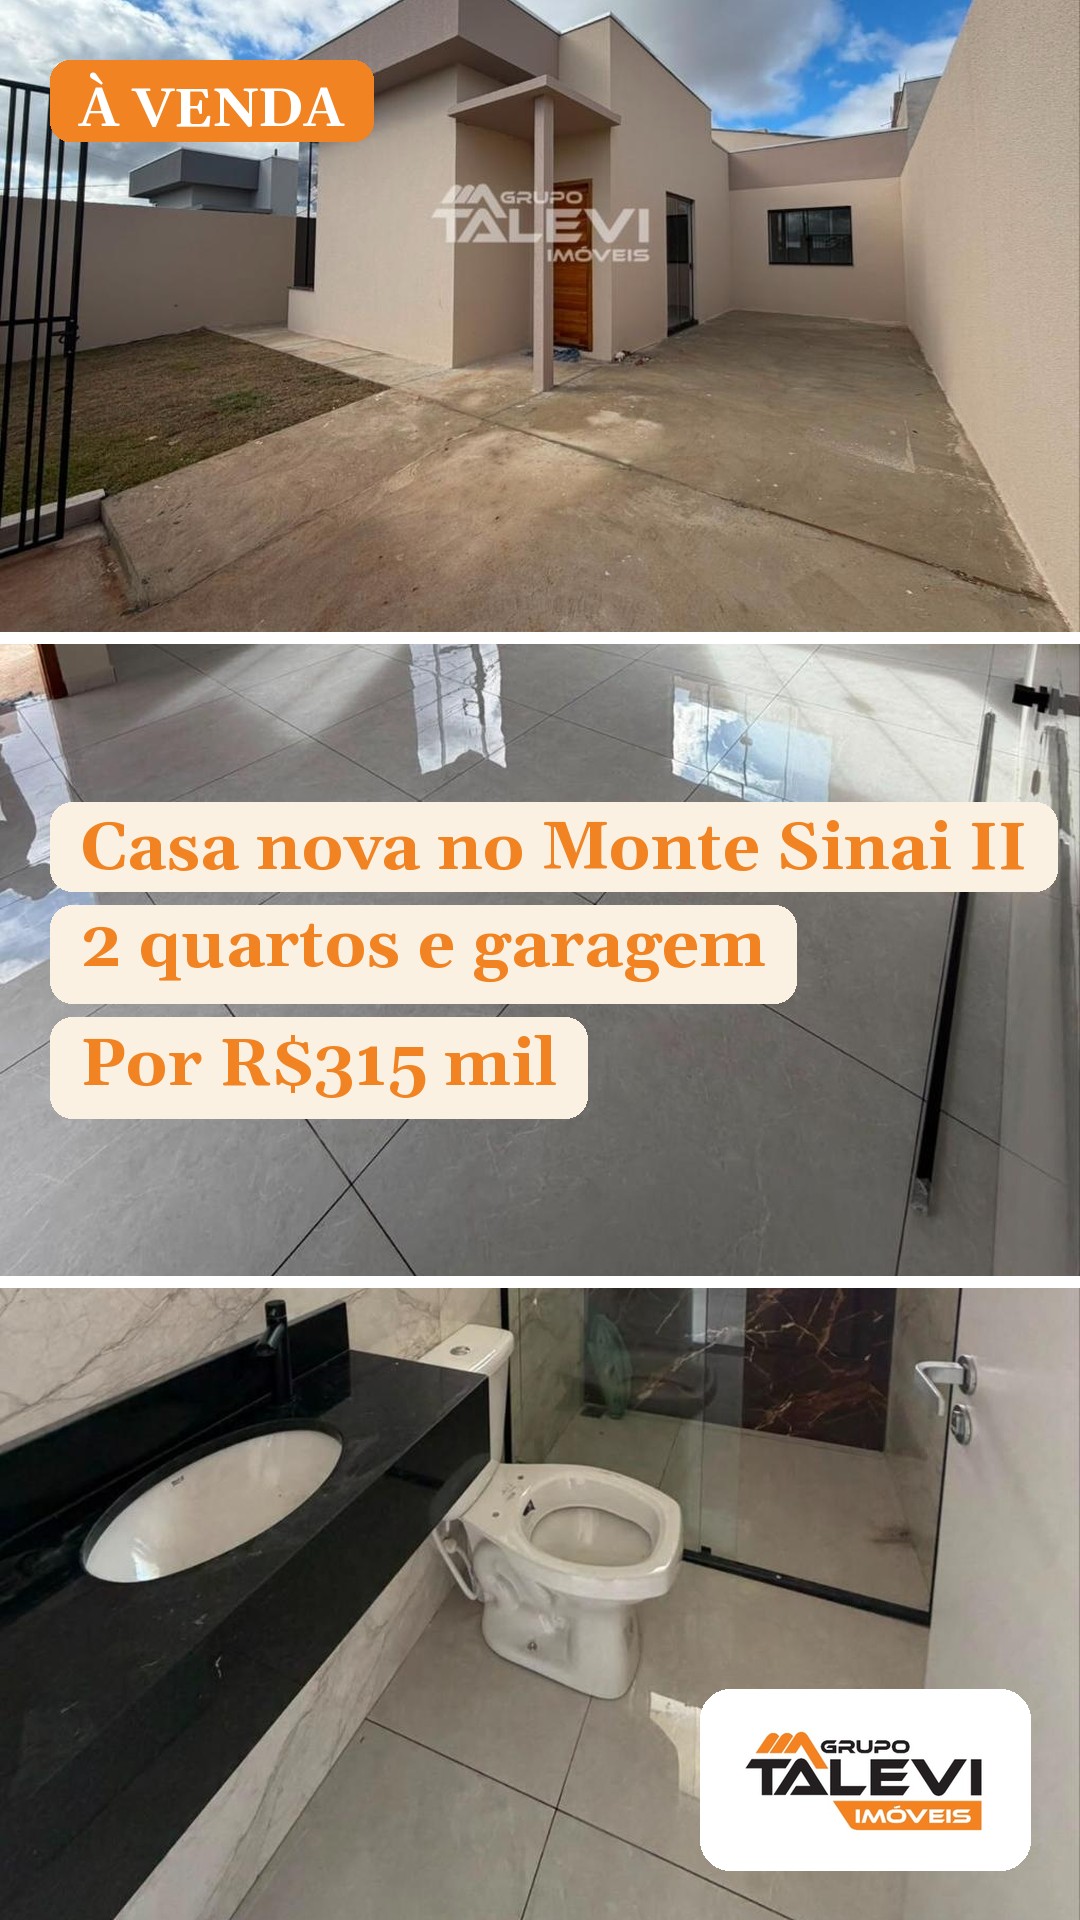 À VENDA
GRUPO
TALEVI
IMÓVEIS
Casa nova no Monte Sinai II
2 quartos e garagem
Por R$315 mil
GRUPO
TALEVI
IMÓVEIS